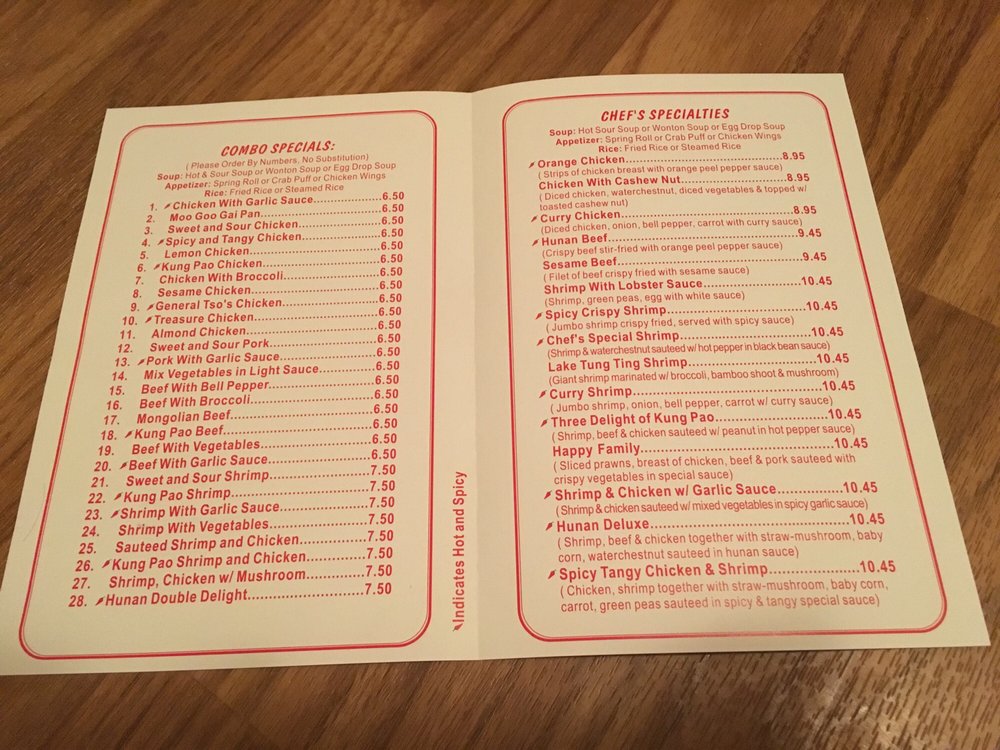 COMBO SPECIALS:
( Please Order By Numbers, No Substitution)
Soup: Hot & Sour Soup or Wonton Soup or Egg Drop Soup
Appetizer: Spring Roll or Crab Puff or Chicken Wings
Rice: Fried Rice or Steamed Rice
1. Chicken With Garlic Sauce....................6.50
2. Moo Goo Gai Pan..............................6.50
3. Sweet and Sour Chicken.....................6.50
4. Spicy and Tangy Chicken....................6.50
5. Lemon Chicken................................6.50
6. Kung Pao Chicken.............................6.50
7. Chicken With Broccoli........................6.50
8. Sesame Chicken...............................6.50
9. General Tso's Chicken........................6.50
10. Treasure Chicken.............................6.50
11. Almond Chicken...............................6.50
12. Sweet and Sour Pork.........................6.50
13. Pork With Garlic Sauce.......................6.50
14. Mix Vegetables in Light Sauce..............6.50
15. Beef With Bell Pepper........................6.50
16. Beef With Broccoli............................6.50
17. Mongolian Beef................................6.50
18. Kung Pao Beef.................................6.50
19. Beef With Vegetables.........................6.50
20. Beef With Garlic Sauce.......................6.50
21. Sweet and Sour Shrimp.......................7.50
22. Kung Pao Shrimp..............................7.50
23. Shrimp With Garlic Sauce....................7.50
24. Shrimp With Vegetables......................7.50
25. Sauteed Shrimp and Chicken................7.50
26. Kung Pao Shrimp and Chicken..............7.50
27. Shrimp, Chicken w/ Mushroom.............7.50
28. Hunan Double Delight.......................7.50
Indicates Hot and Spicy
CHEF'S SPECIALTIES
Soup: Hot Sour Soup or Wonton Soup or Egg Drop Soup
Appetizer: Spring Roll or Crab Puff or Chicken Wings
Rice: Fried Rice or Steamed Rice
Orange Chicken....................................8.95
( Strips of chicken breast with orange peel pepper sauce)
Chicken With Cashew Nut........................8.95
( Diced chicken, waterchestnut, diced vegetables & topped w/
toasted cashew nut)
Curry Chicken......................................8.95
(Diced chicken, onion, bell pepper, carrot with curry sauce)
Hunan Beef.........................................9.45
(Crispy beef stir-fried with orange peel pepper sauce)
Sesame Beef.......................................9.45
( Filet of beef crispy fried with sesame sauce)
Shrimp With Lobster Sauce.....................10.45
(Shrimp, green peas, egg with white sauce)
Spicy Crispy Shrimp.............................10.45
( Jumbo shrimp crispy fried, served with spicy sauce)
Chef's Special Shrimp...........................10.45
(Shrimp & waterchestnut sauteed w/ hot pepper in black bean sauce)
Lake Tung Ting Shrimp..........................10.45
(Giant shrimp marinated w/ broccoli, bamboo shoot & mushroom)
Curry Shrimp......................................10.45
( Jumbo shrimp, onion, bell pepper, carrot w/ curry sauce)
Three Delight of Kung Pao......................10.45
( Shrimp, beef & chicken sauteed w/ peanut in hot pepper sauce)
Happy Family......................................10.45
( Sliced prawns, breast of chicken, beef & pork sauteed with
crispy vegetables in special sauce)
Shrimp & Chicken w/ Garlic Sauce............10.45
(Shrimp & chicken sauteed w/ mixed vegetables in spicy garlic sauce)
Hunan Deluxe.....................................10.45
( Shrimp, beef & chicken together with straw-mushroom, baby
corn, waterchestnut sauteed in hunan sauce)
Spicy Tangy Chicken & Shrimp................10.45
( Chicken, shrimp together with straw-mushroom, baby corn,
carrot, green peas sauteed in spicy & tangy special sauce)